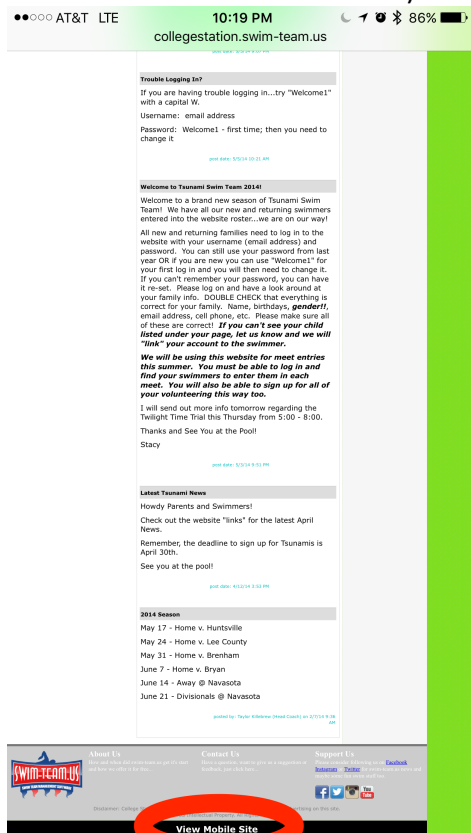 AT&T LTE 10:19 PM 86%
collegestation.swim-team.us
Trouble Logging In?
If you are having trouble logging in...try "Welcome1"
with a capital W.
Username: email address
Password: Welcome1 - first time; then you need to
change it
post date: 5/5/14 10:21 AM
Welcome to Tsunami Swim Team 2014!
Welcome to a brand new season of Tsunami Swim
Team! We have all our new and returning swimmers
entered into the website roster...we are on our way!
All new and returning families need to log in to the
website with your username (email address) and
password. You can still use your password from last
year OR if you are new you can use "Welcome1" for
your first log in and you will then need to change it.
If you can't remember your password, you can have
it re-set. Please log on and have a look around at
your family info. DOUBLE CHECK that everything is
correct for your family. Name, birthdays, gender!!,
email address, cell phone, etc. Please make sure all
of these are correct! If you can't see your child
listed under your page, let us know and we will
"link" your account to the swimmer.
We will be using this website for meet entries
this summer. You must be able to log in and
find your swimmers to enter them in each
meet. You will also be able to sign up for all of
your volunteering this way too.
I will send out more info tomorrow regarding the
Twilight Time Trial this Thursday from 5:00 - 8:00.
Thanks and See You at the Pool!
Stacy
post date: 5/3/14 9:51 PM
Latest Tsunami News
Howdy Parents and Swimmers!
Check out the website "links" for the latest April
News.
Remember, the deadline to sign up for Tsunamis is
April 30th.
See you at the pool!
post date: 4/12/14 3:53 PM
2014 Season
May 17 - Home v. Huntsville
May 24 - Home v. Lee County
May 31 - Home v. Brenham
June 7 - Home v. Bryan
June 14 - Away @ Navasota
June 21 - Divisionals @ Navasota
posted by: Taylor Killebrew (Head Coach) on 2/7/14 8:36
AM
SWIM-TEAM.US
About Us
Contact Us
Support Us
Facebook
Instagram Twitter
You Tube
Disclaimer: College
View Mobile Site